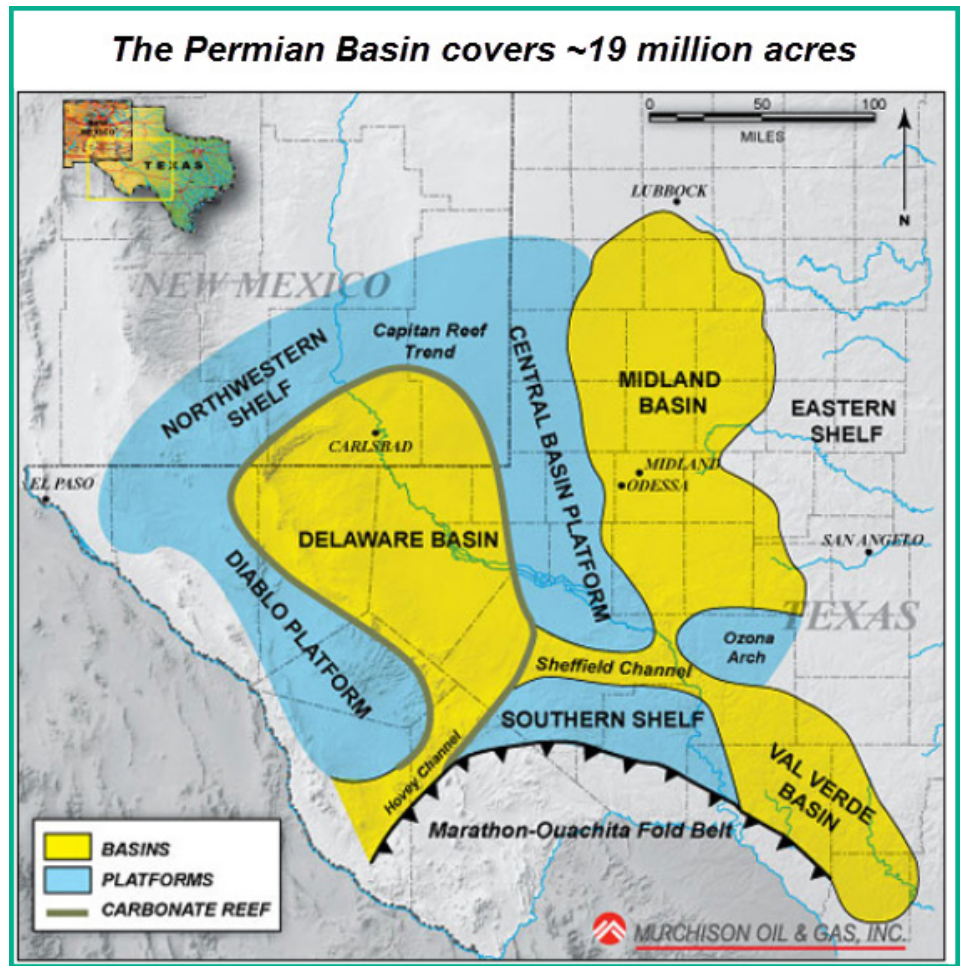 The Permian Basin covers ~19 million acres
0 50 100
MILES
N
NEW
MEXICO
TEXAS
LUBBOCK
NEW MEXICO
Capitan Reef
Trend
NORTHWESTERN
SHELF
CENTRAL BASIN PLATFORM
MIDLAND
BASIN
EASTERN
SHELF
CARLSBAD
MIDLAND
ODESSA
EL PASO
DELAWARE BASIN
SAN ANGELO
DIABLO PLATFORM
TEXAS
Ozona
Arch
Sheffield Channel
SOUTHERN SHELF
Hovey Channel
VAL VERDE
BASIN
Marathon-Ouachita Fold Belt
BASINS
PLATFORMS
CARBONATE REEF
MURCHISON OIL & GAS, INC.